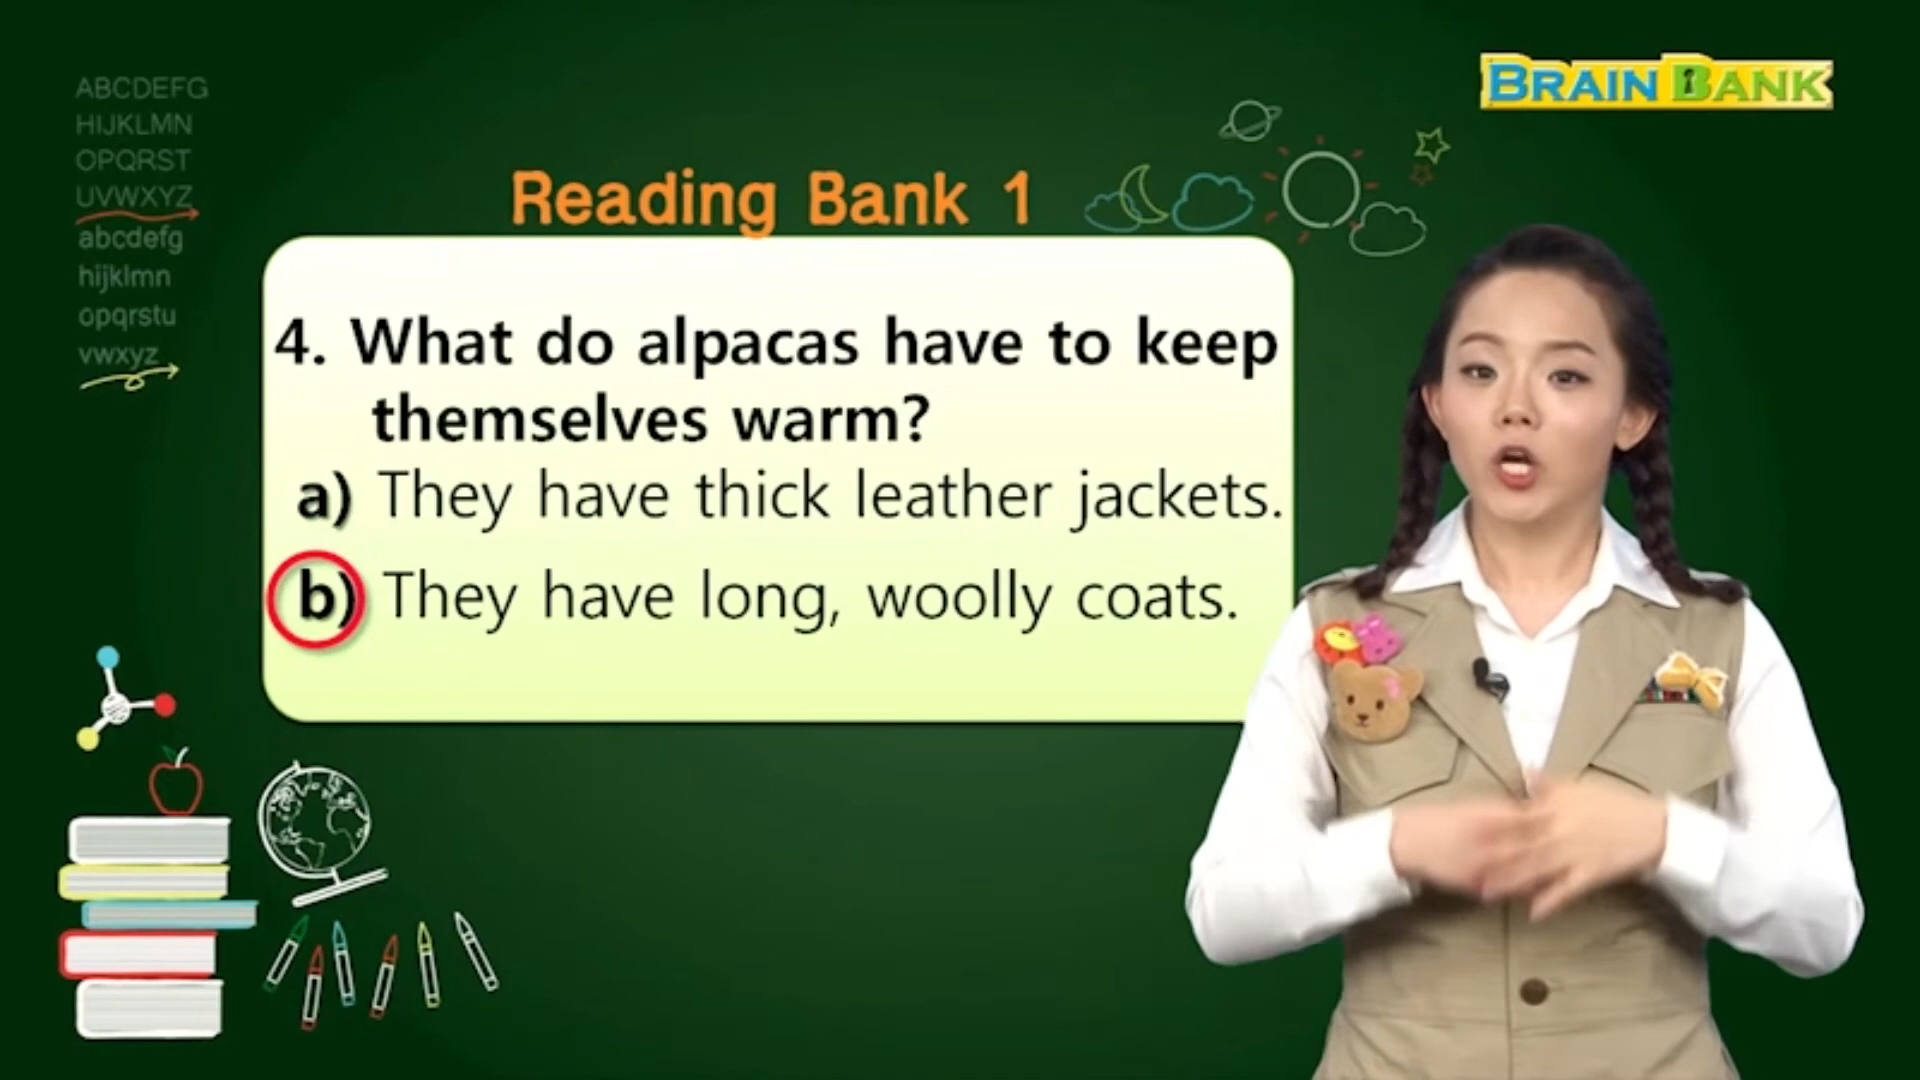 ABCDEFG
HIJKLMN
OPQRST
UVWXYZ
abcdefg
hijklmn
opqrstu
vwxyz
BRAIN BANK
Reading Bank 1
4. What do alpacas have to keep
themselves warm?
a) They have thick leather jackets.
b) They have long, woolly coats.